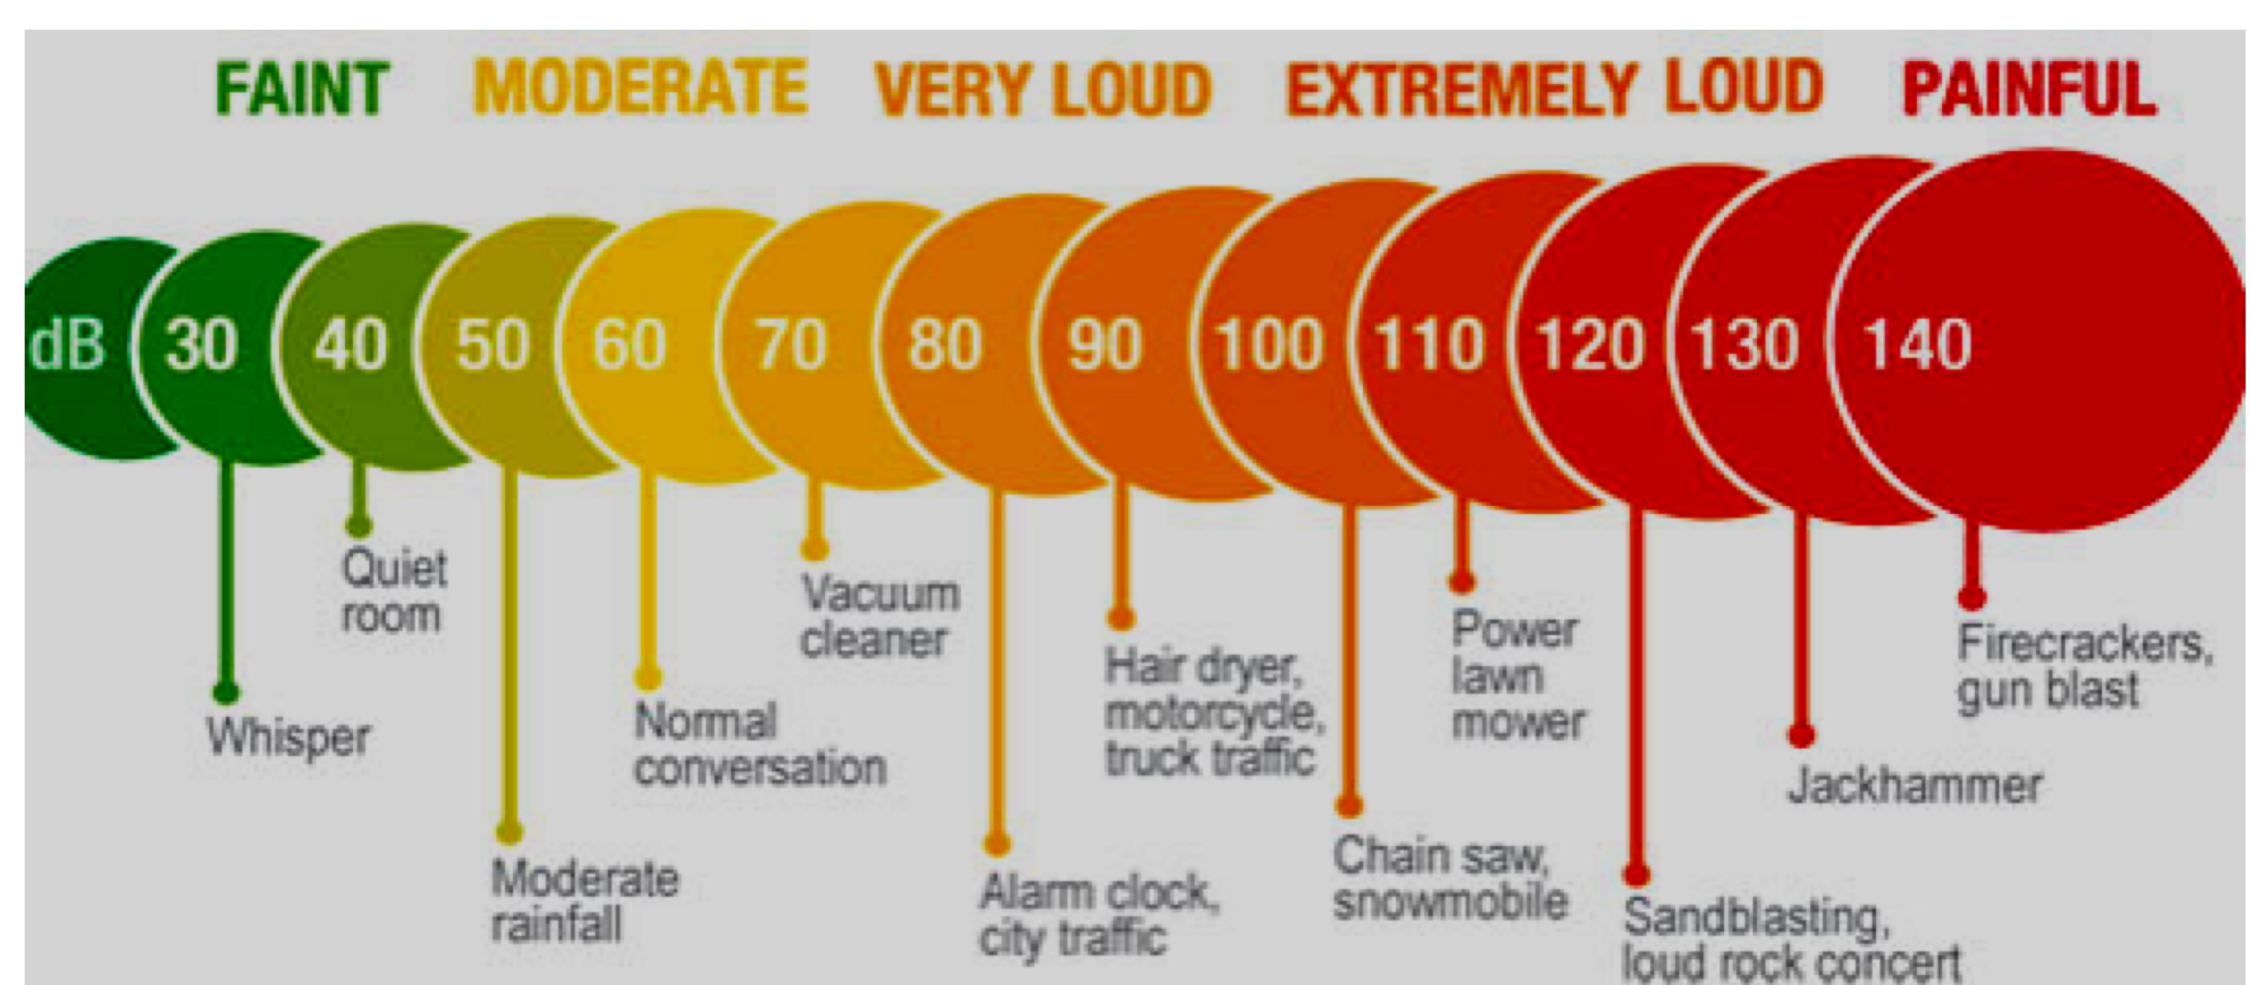 FAINT MODERATE VERY LOUD EXTREMELY LOUD PAINFUL
dB 30 40 50 60 70 80 90 100 110 120 130 140
Whisper
Quiet
room
Moderate
rainfall
Normal
conversation
Vacuum
cleaner
Alarm clock,
city traffic
Hair dryer,
motorcycle,
truck traffic
Chain saw,
snowmobile
Power
lawn
mower
Sandblasting,
loud rock concert
Jackhammer
Firecrackers,
gun blast